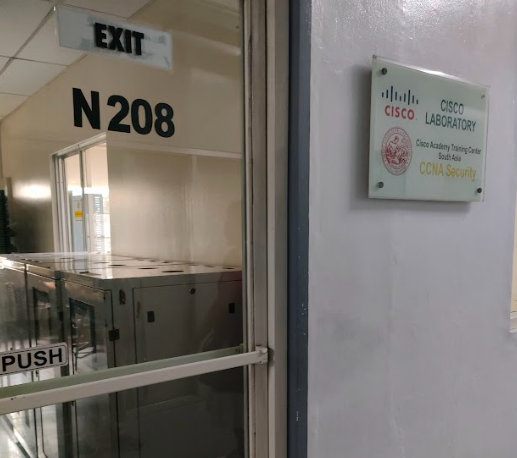 EXIT
N 208
PUSH
CISCO
CISCO
LABORATORY
Cisco Academy Training Center
South Asia
CCNA Security